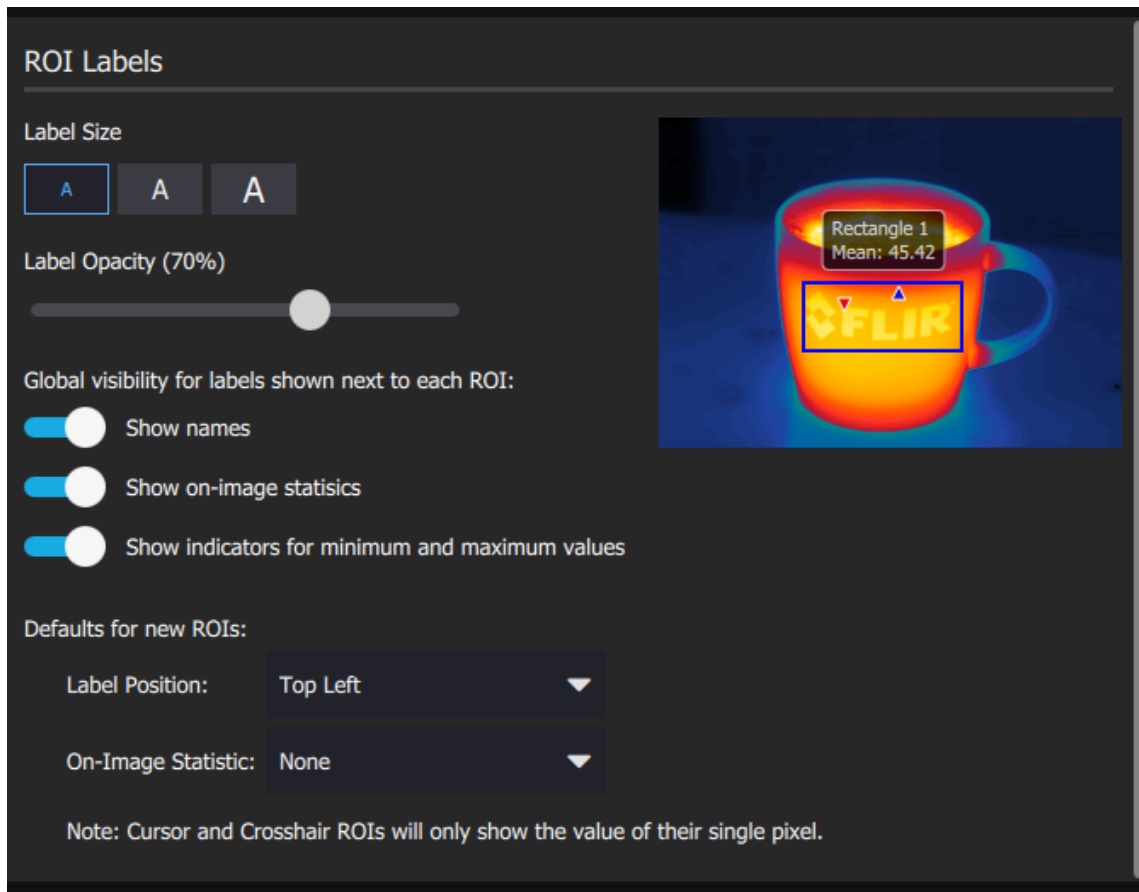 ROI Labels
Label Size
A A A
Label Opacity (70%)
Global visibility for labels shown next to each ROI:
Show names
Show on-image statisics
Show indicators for minimum and maximum values
Rectangle 1
Mean: 45.42
FLIR
Defaults for new ROIs:
Label Position: Top Left
On-Image Statistic: None
Note: Cursor and Crosshair ROIs will only show the value of their single pixel.